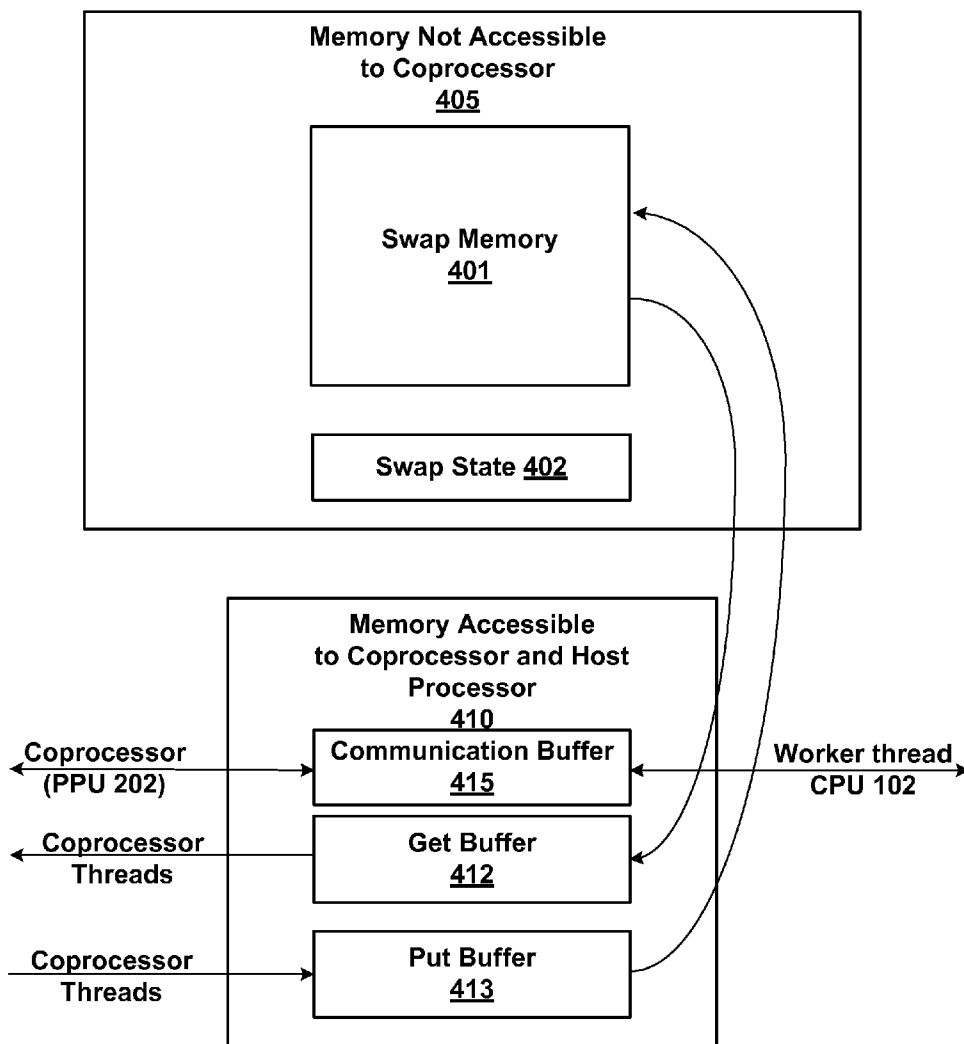 Memory Not Accessible
to Coprocessor
405
Swap Memory
401
Swap State 402
Memory Accessible
to Coprocessor and Host
Processor
410
Coprocessor
(PPU 202)
Communication Buffer
415
Worker thread
CPU 102
Coprocessor
Threads
Get Buffer
412
Coprocessor
Threads
Put Buffer
413